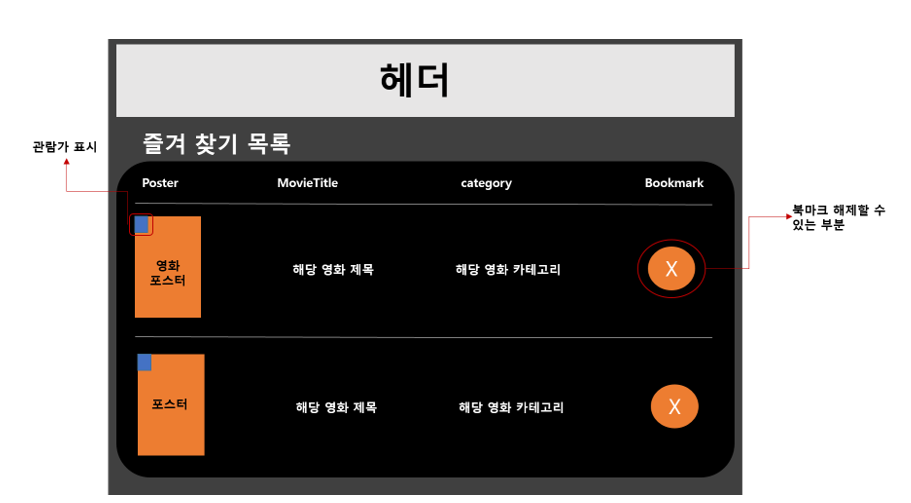 헤더
즐겨 찾기 목록
관람가 표시
Poster MovieTitle category Bookmark
북마크 해제할 수
있는 부분
영화
포스터
해당 영화 제목 해당 영화 카테고리 X
포스터
해당 영화 제목 해당 영화 카테고리 X